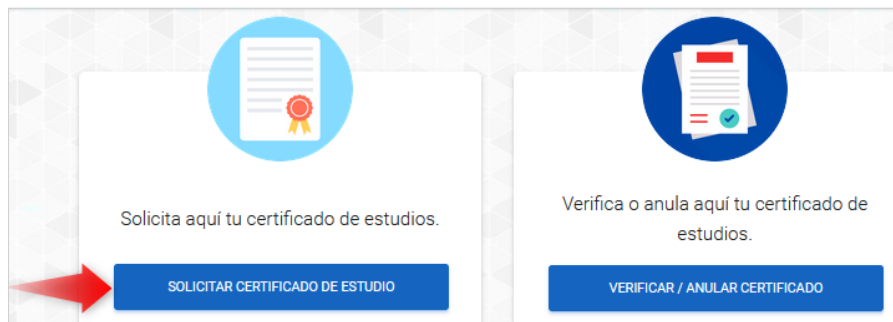 Solicita aquí tu certificado de estudios.
SOLICITAR CERTIFICADO DE ESTUDIO
Verifica o anula aquí tu certificado de
estudios.
VERIFICAR / ANULAR CERTIFICADO